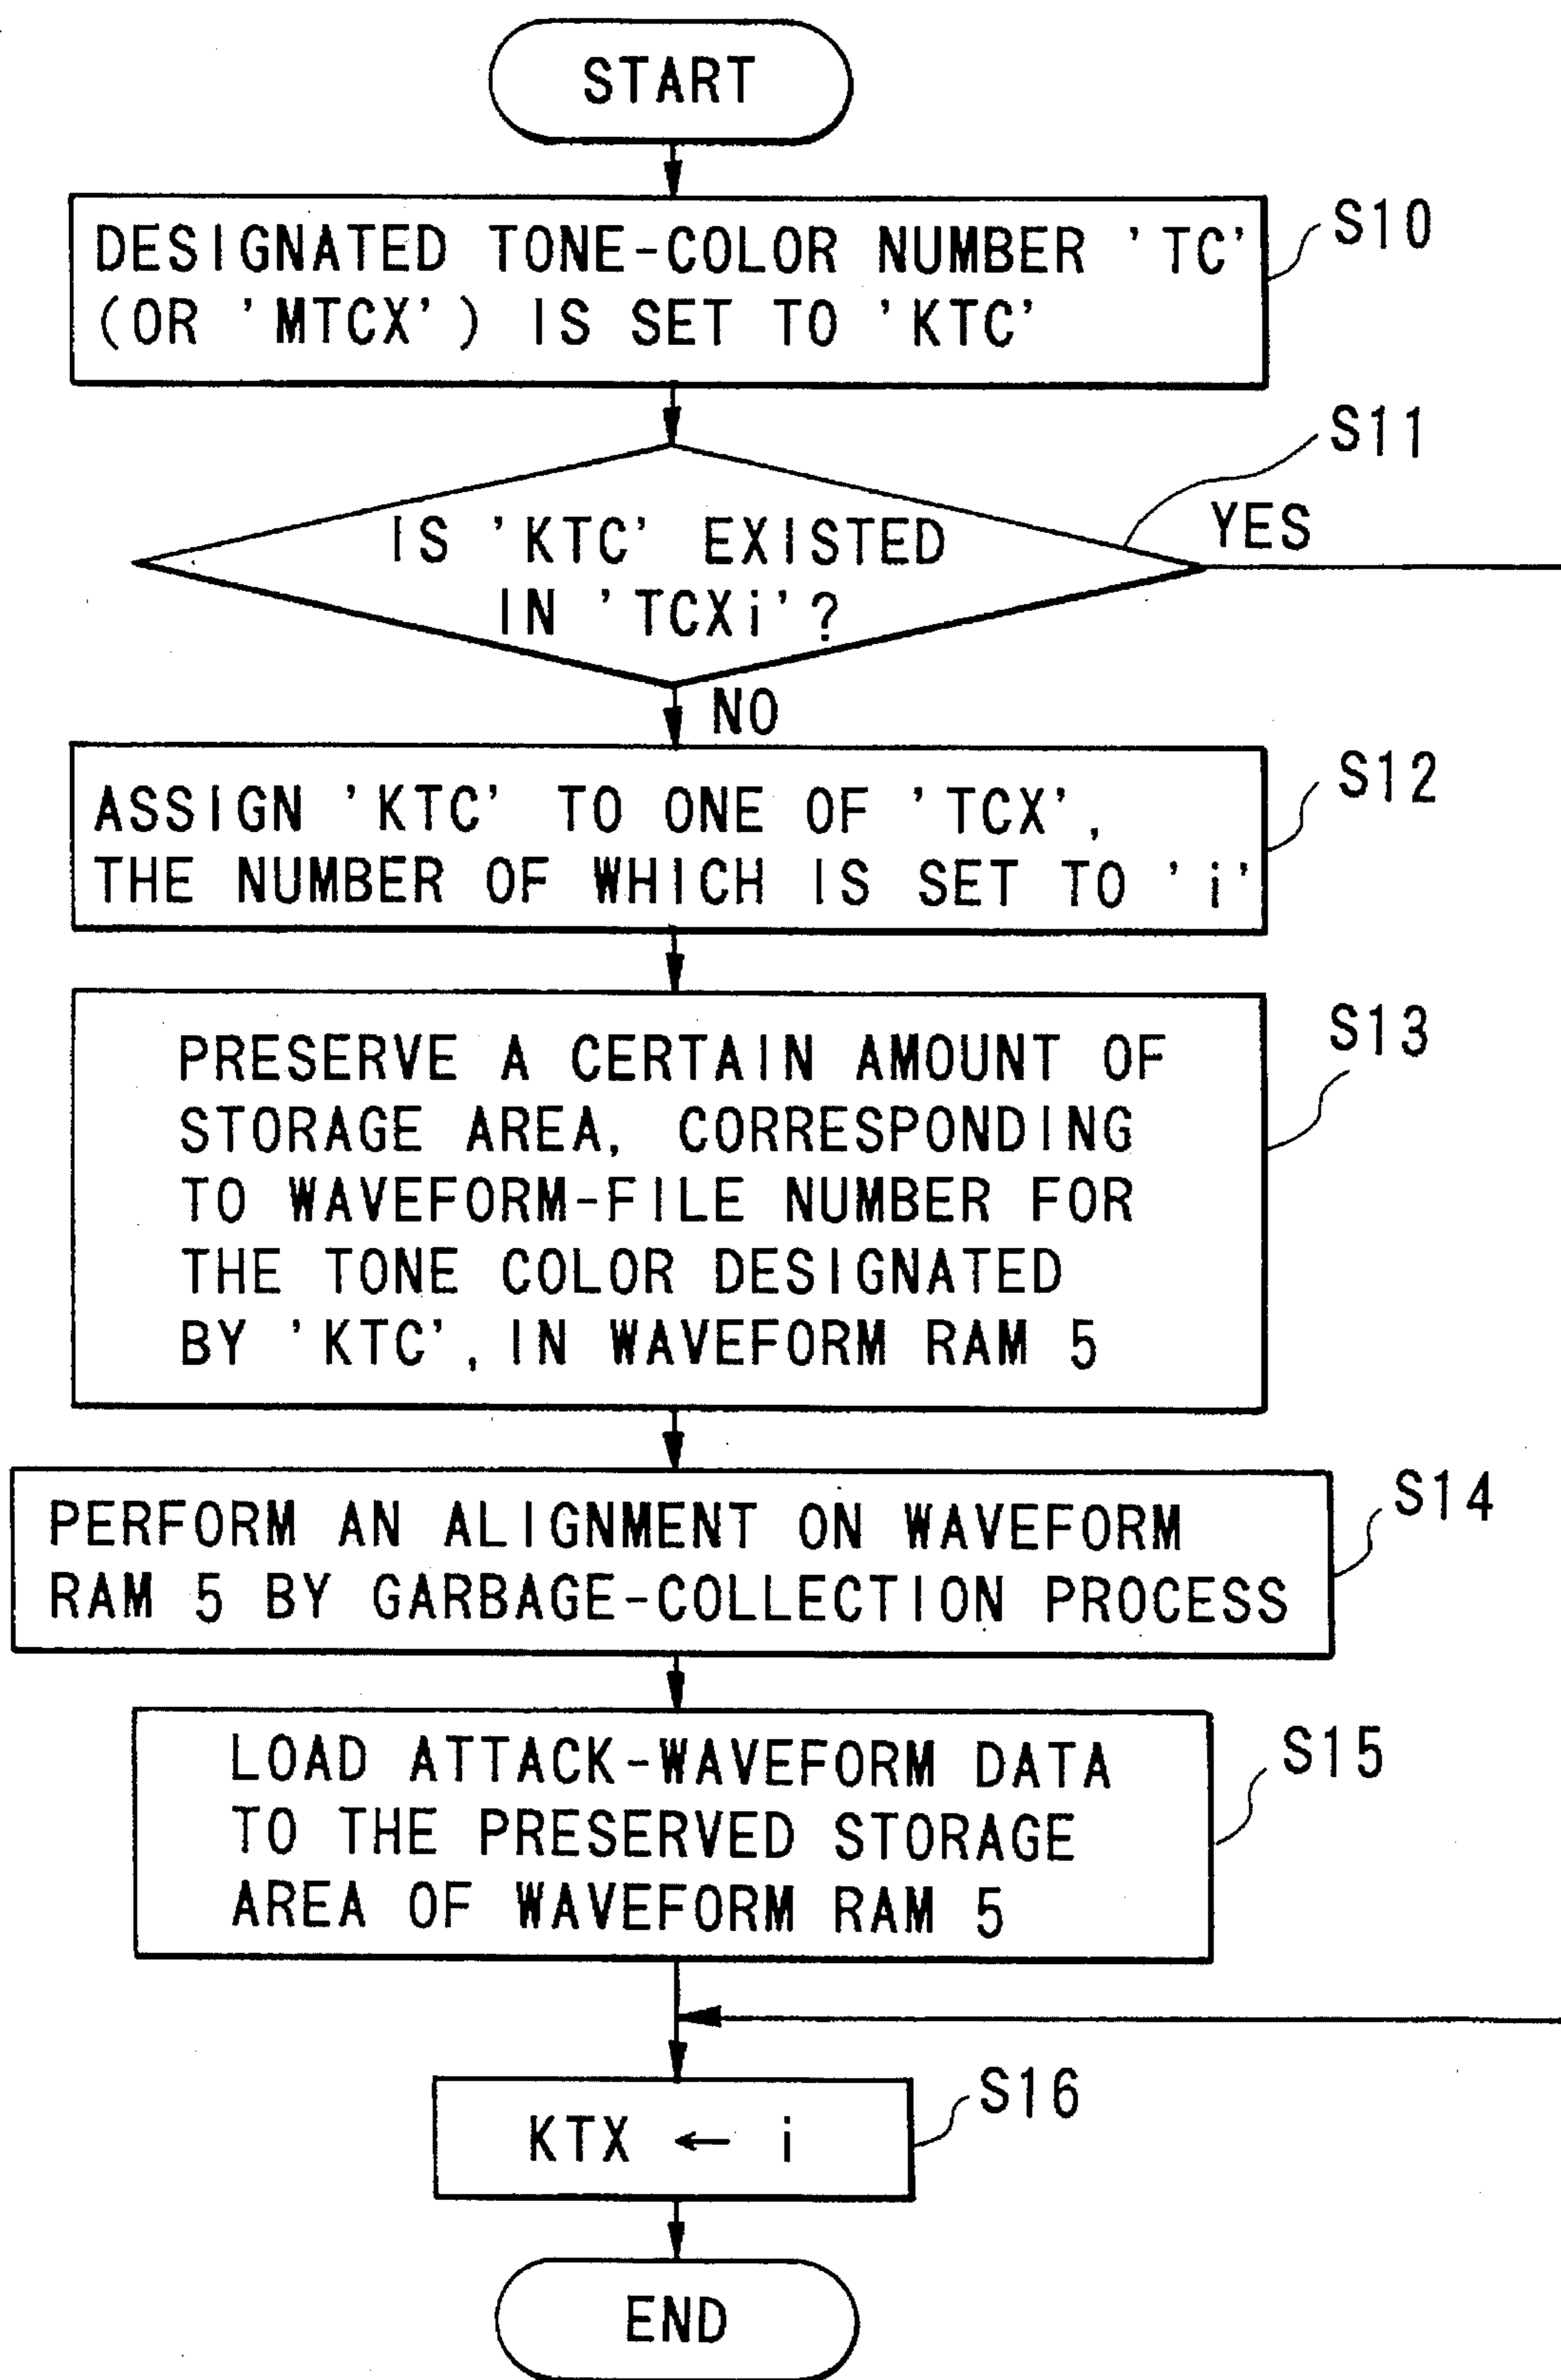 START
DESIGNATED TONE-COLOR NUMBER 'TC'
(OR 'MTCX') IS SET TO 'KTC'
S10
IS 'KTC' EXISTED
IN 'TCXi'?
S11
YES
NO
ASSIGN 'KTC' TO ONE OF 'TCX',
THE NUMBER OF WHICH IS SET TO 'i'
S12
PRESERVE A CERTAIN AMOUNT OF
STORAGE AREA, CORRESPONDING
TO WAVEFORM-FILE NUMBER FOR
THE TONE COLOR DESIGNATED
BY 'KTC', IN WAVEFORM RAM 5
S13
PERFORM AN ALIGNMENT ON WAVEFORM
RAM 5 BY GARBAGE-COLLECTION PROCESS
S14
LOAD ATTACK-WAVEFORM DATA
TO THE PRESERVED STORAGE
AREA OF WAVEFORM RAM 5
S15
KTX ← i
S16
END